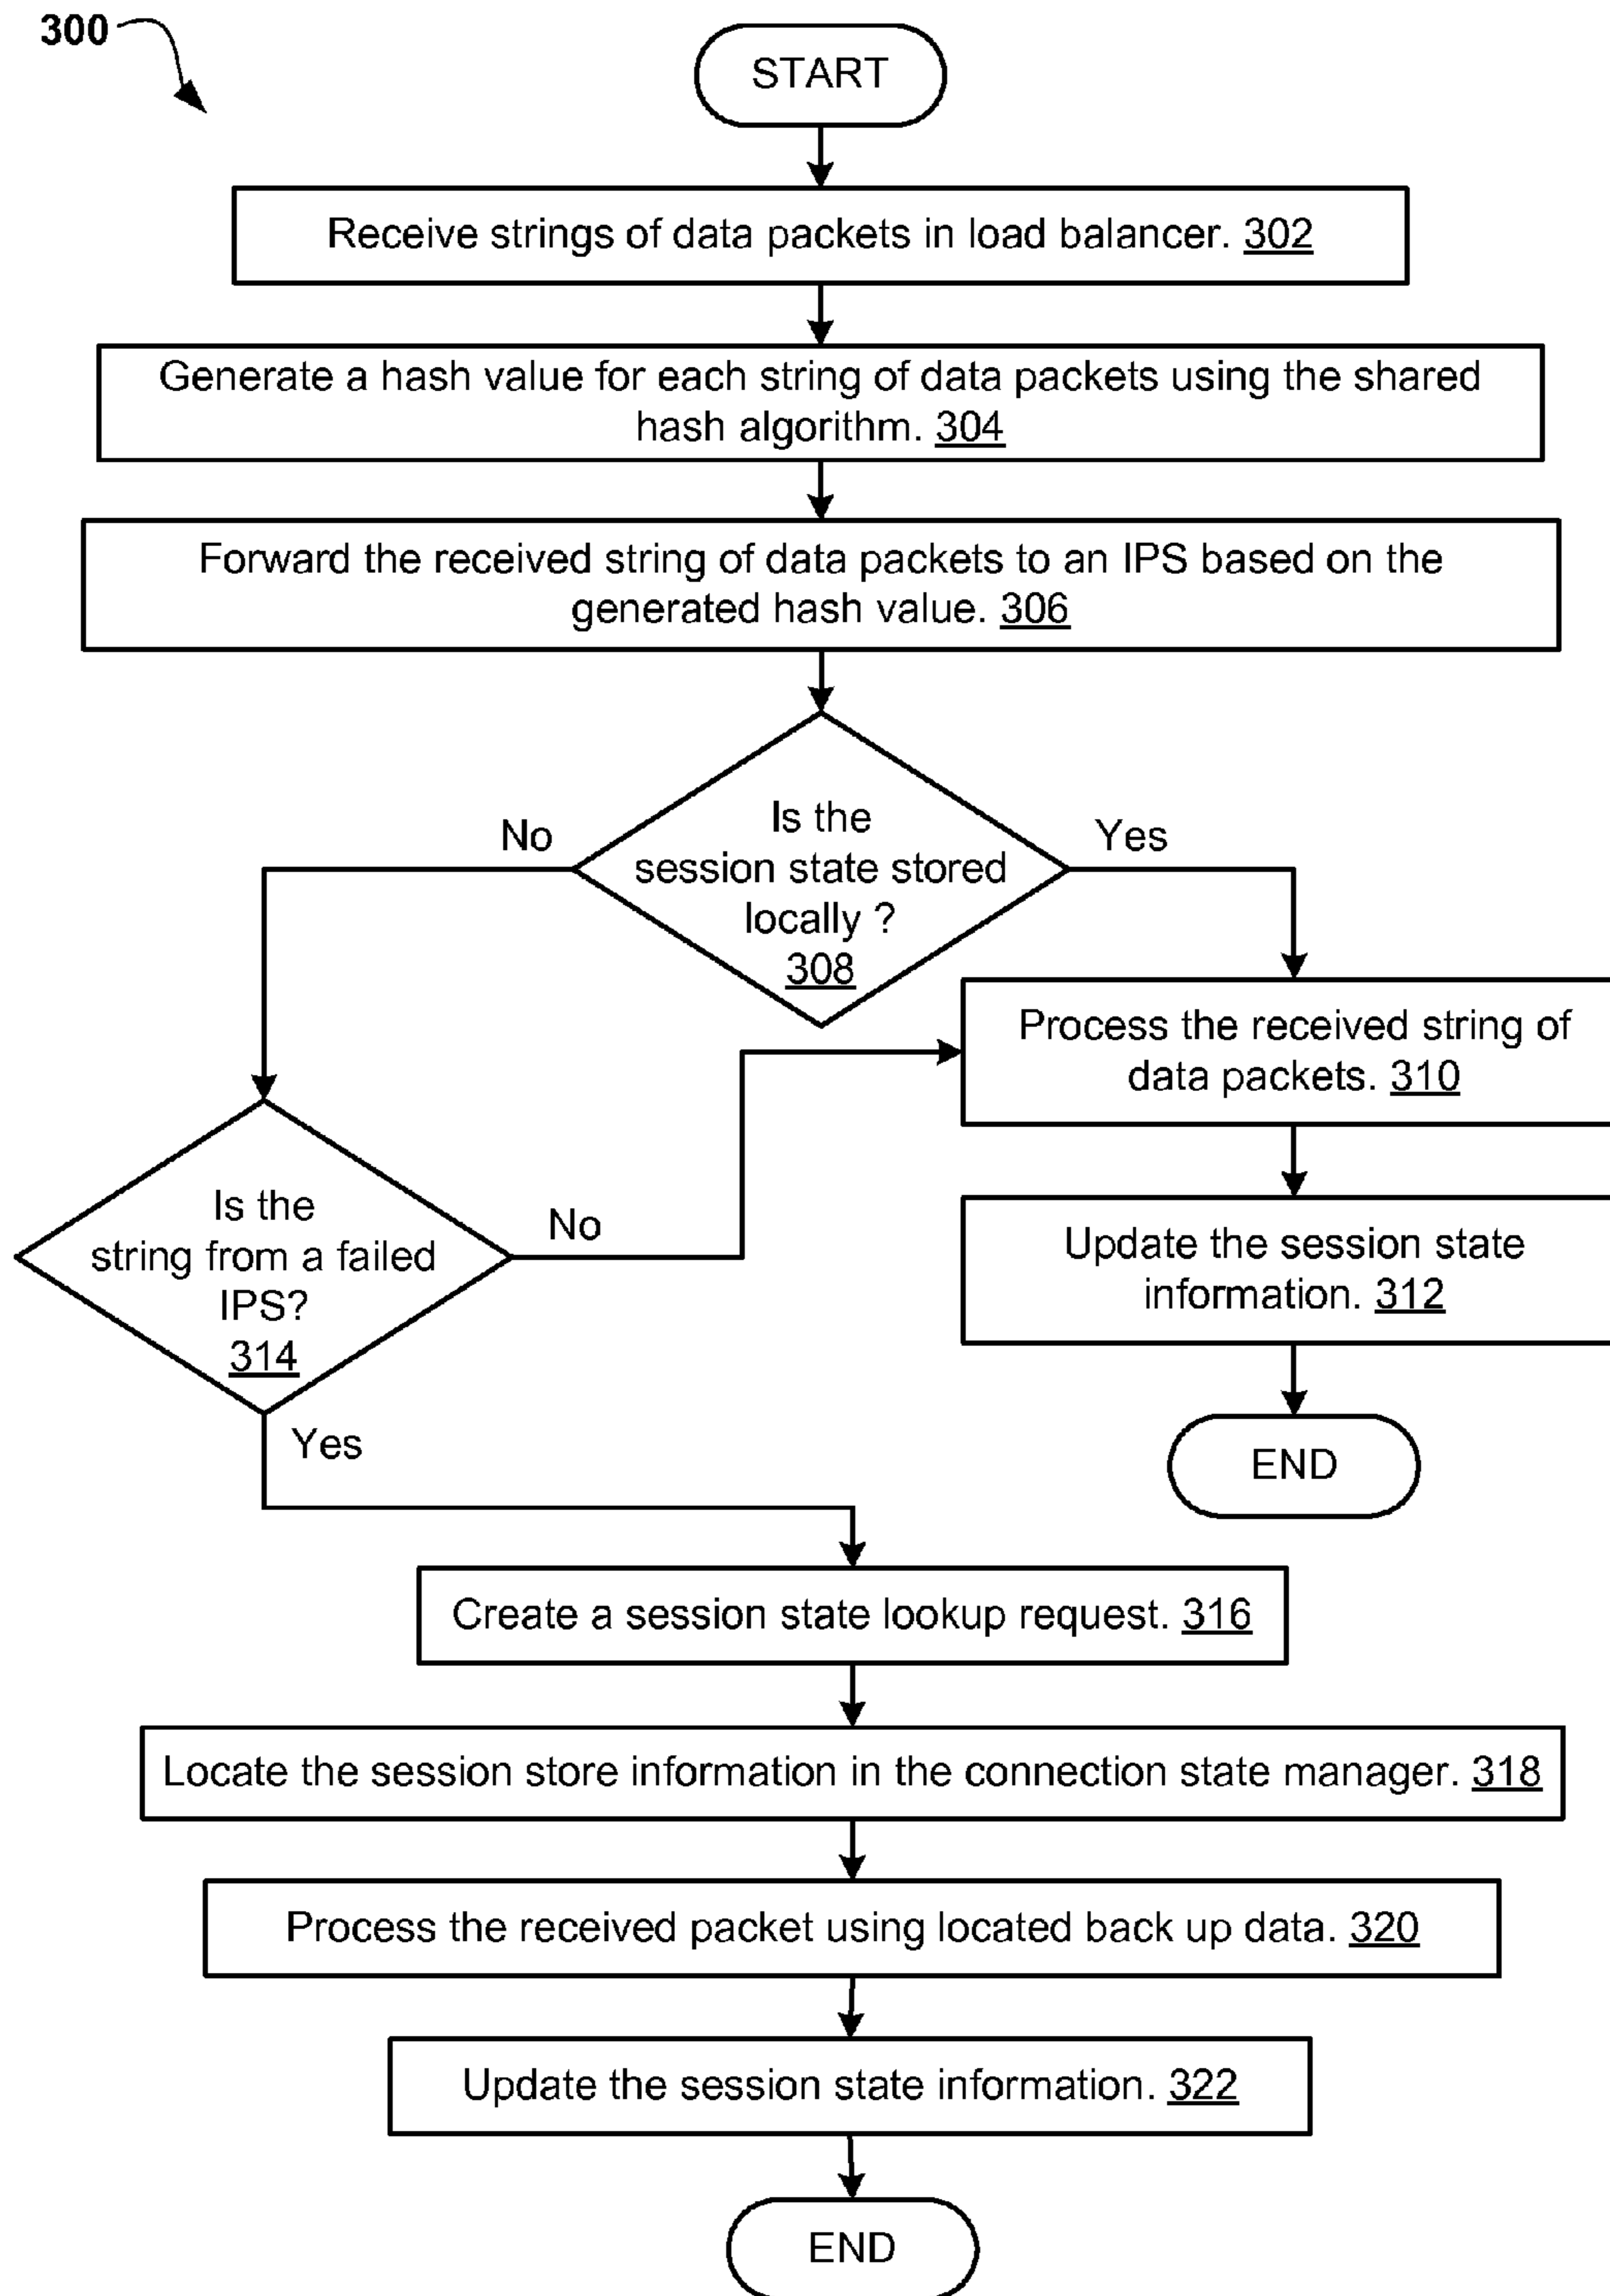 300
START
Receive strings of data packets in load balancer. 302
Generate a hash value for each string of data packets using the shared
hash algorithm. 304
Forward the received string of data packets to an IPS based on the
generated hash value. 306
Is the
session state stored
locally ?
308
No
Yes
Process the received string of
data packets. 310
Update the session state
information. 312
END
Is the
string from a failed
IPS?
314
No
Yes
Create a session state lookup request. 316
Locate the session store information in the connection state manager. 318
Process the received packet using located back up data. 320
Update the session state information. 322
END